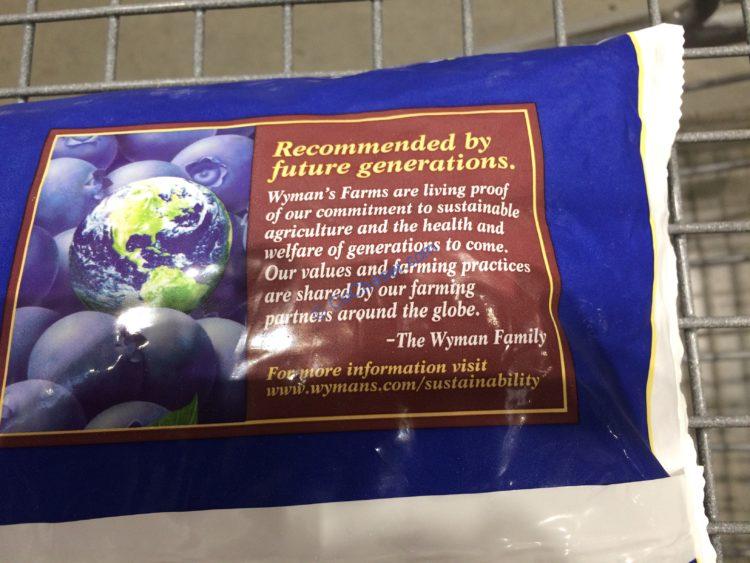 Recommended by
future generations.
Wyman's Farms are living proof
of our commitment to sustainable
agriculture and the health and
welfare of generations to come.
Our values and farming practices
are shared by our farming
partners around the globe.
-The Wyman Family
For more information visit
www.wymans.com/sustainability